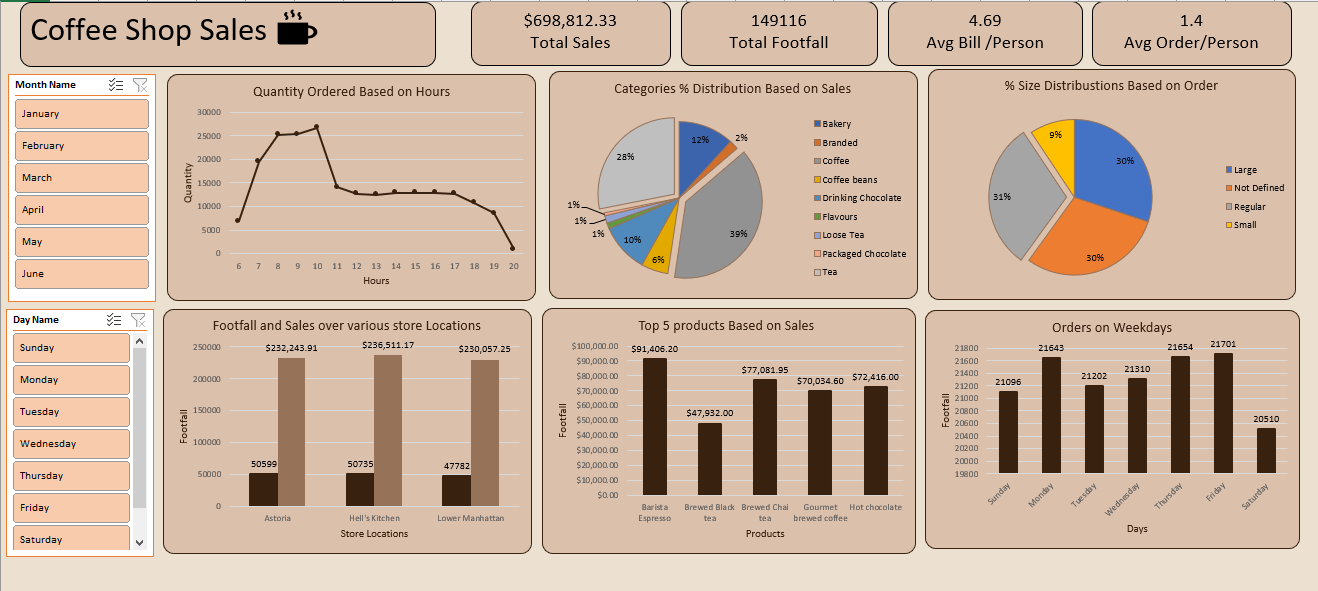 Coffee Shop Sales
$698,812.33
Total Sales
149116
Total Footfall
4.69
Avg Bill /Person
1.4
Avg Order/Person
Month Name
January
February
March
April
May
June
Quantity Ordered Based on Hours
30000
25000
20000
15000
10000
5000
0
Quantity
6 7 8 9 10 11 12 13 14 15 16 17 18 19 20
Hours
Categories % Distribution Based on Sales
12%
2%
39%
6%
10%
1%
1%
1%
28%
Bakery
Branded
Coffee
Coffee beans
Drinking Chocolate
Flavours
Loose Tea
Packaged Chocolate
Tea
% Size Distribustions Based on Order
9%
30%
31%
30%
Large
Not Defined
Regular
Small
Day Name
Sunday
Monday
Tuesday
Wednesday
Thursday
Friday
Saturday
Footfall and Sales over various store Locations
250000
200000
150000
100000
50000
0
Footfall
$232,243.91
$236,511.17
$230,057.25
50599
50735
47782
Astoria
Hell's Kitchen
Lower Manhattan
Store Locations
Top 5 products Based on Sales
$100,000.00
$90,000.00
$80,000.00
$70,000.00
$60,000.00
$50,000.00
$40,000.00
$30,000.00
$20,000.00
$10,000.00
$0.00
Footfall
$91,406.20
$47,932.00
$77,081.95
$70,034.60
$72,416.00
Barista
Espresso
Brewed Black
tea
Brewed Chai
tea
Gourmet
brewed coffee
Hot chocolate
Products
Orders on Weekdays
21800
21600
21400
21200
21000
20800
20600
20400
20200
20000
19800
Footfall
21096
21643
21202
21310
21654
21701
20510
Sunday
Monday
Tuesday
Wednesday
Thursday
Friday
Saturday
Days